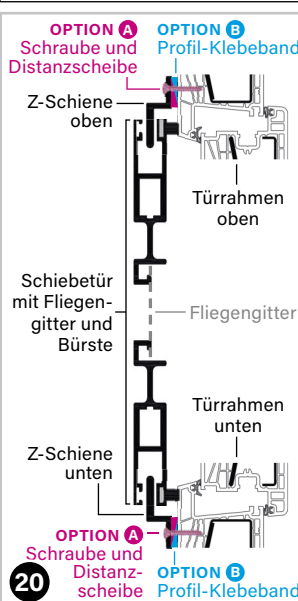 OPTION A
Schraube und
Distanzscheibe
OPTION B
Profil-Klebeband
Z-Schiene
oben
Türrahmen
oben
Schiebetür
mit Fliegen-
gitter und
Bürste
Fliegengitter
Türrahmen
unten
Z-Schiene
unten
OPTION A
Schraube und
Distanz-
scheibe
OPTION B
Profil-Klebeband
20